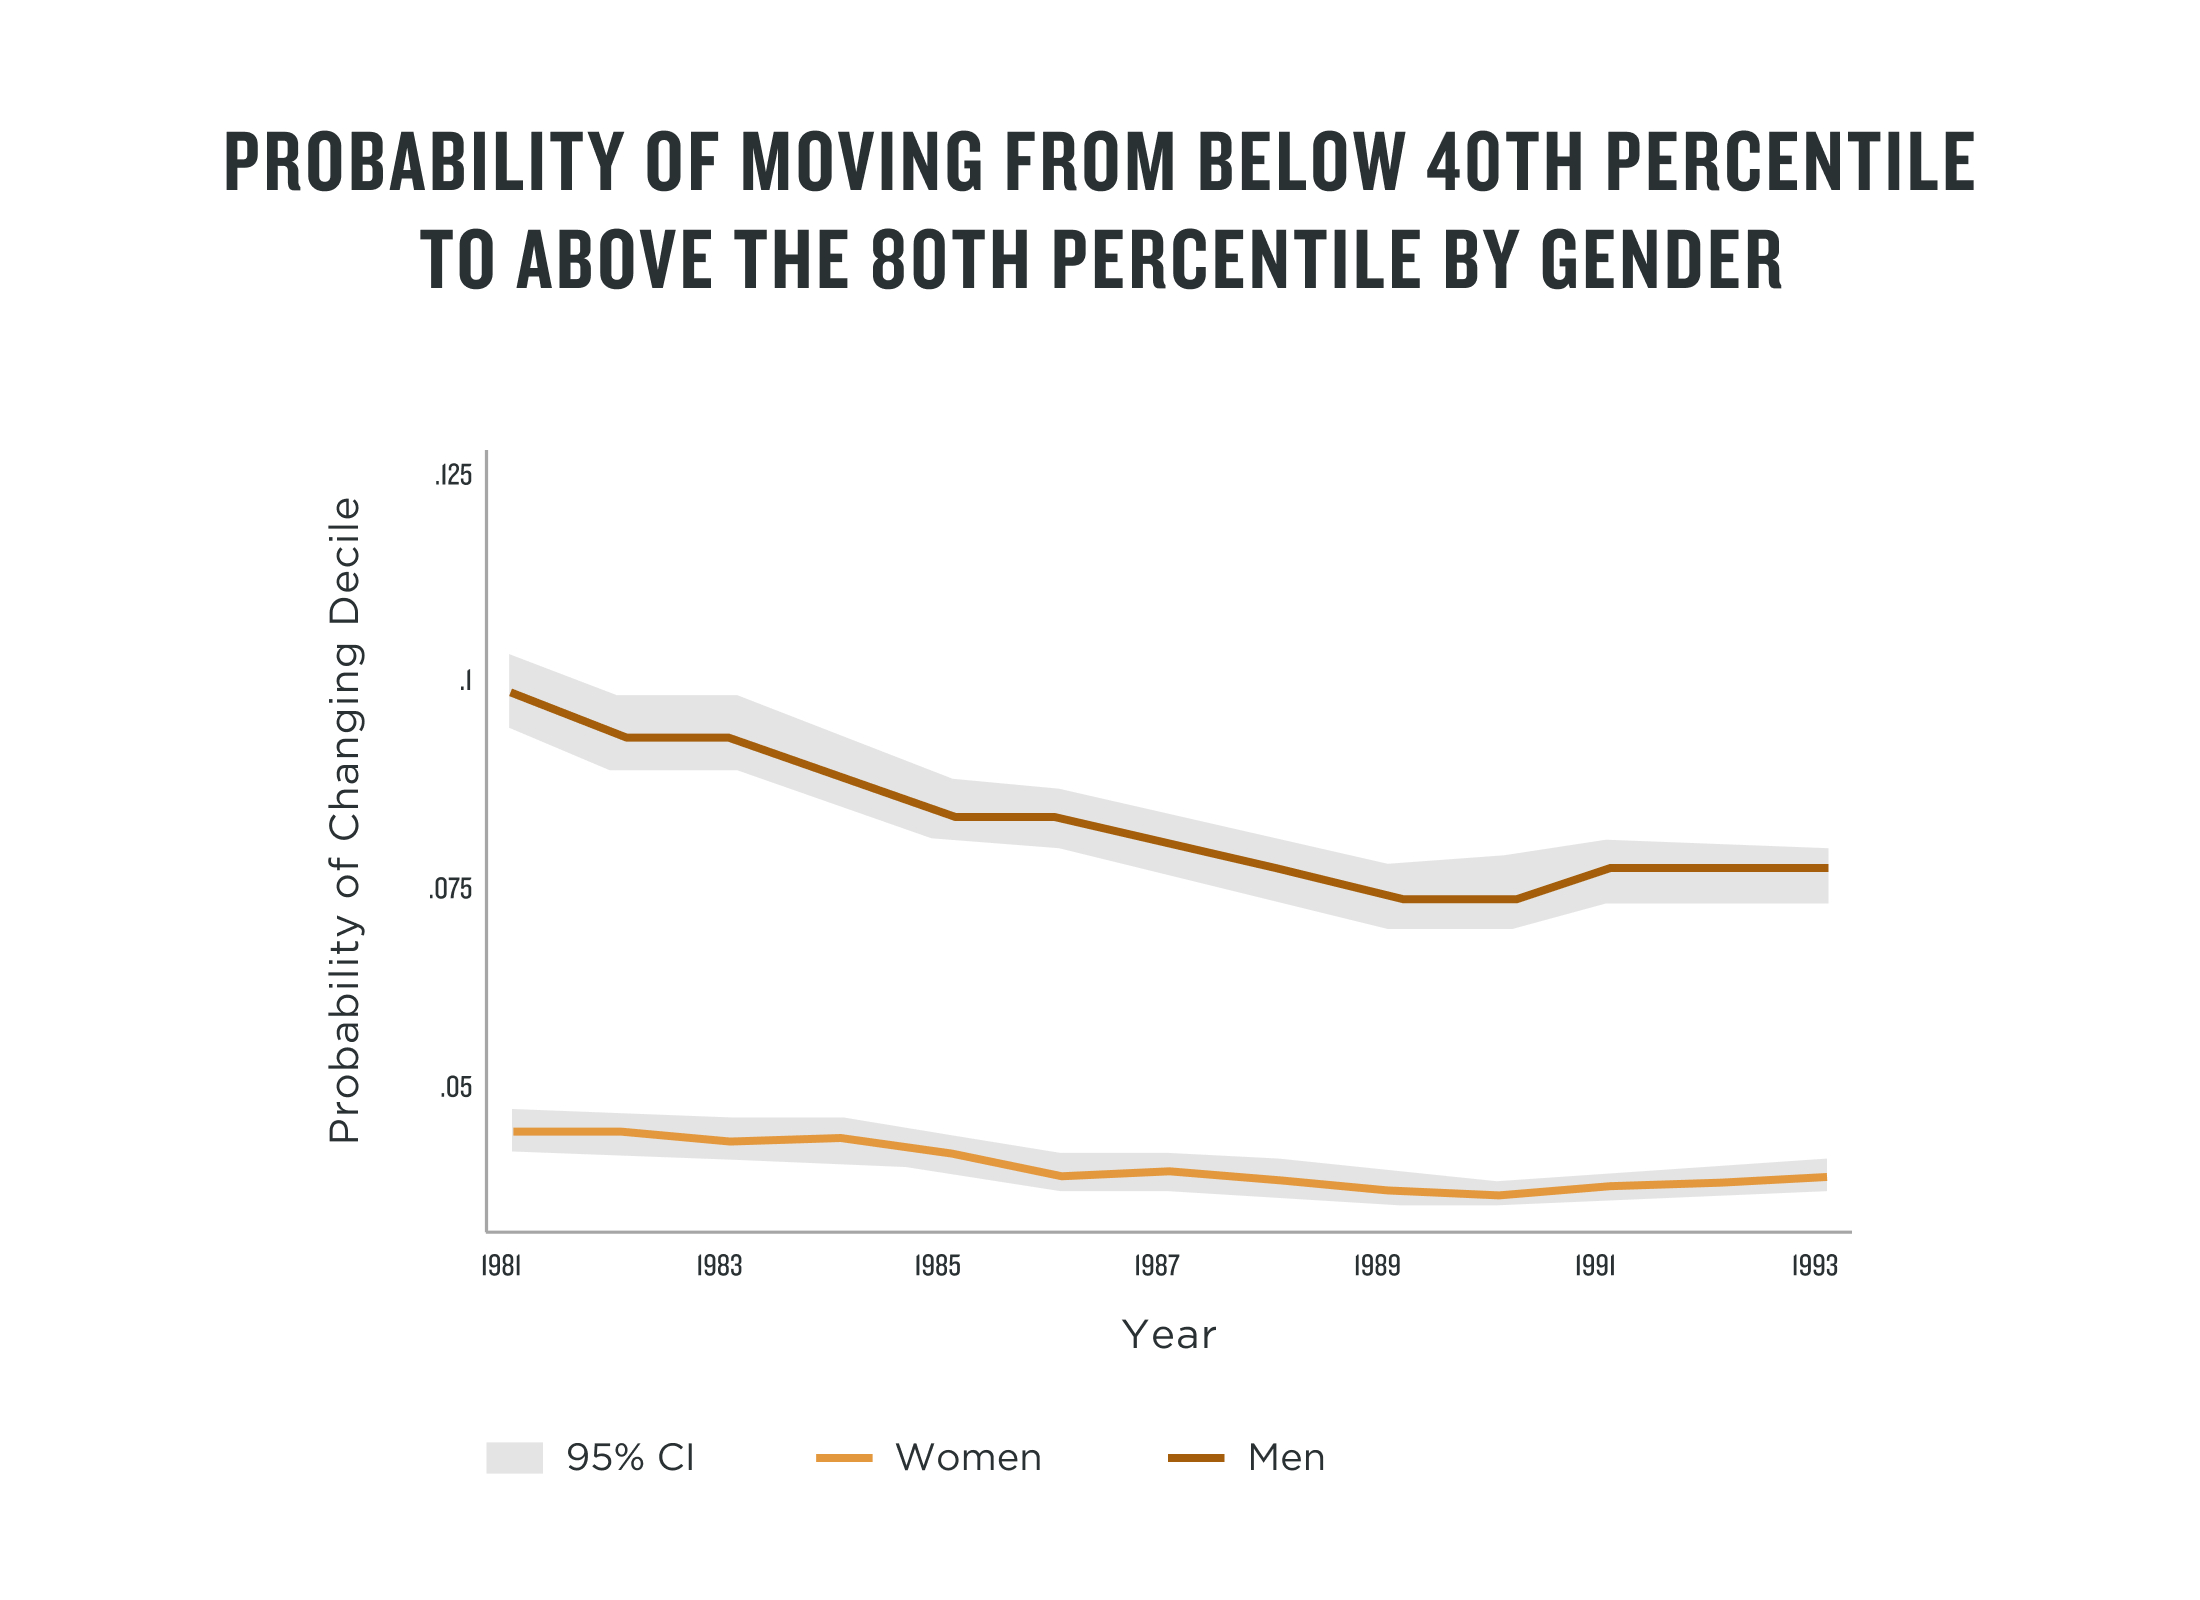 PROBABILITY OF MOVING FROM BELOW 40TH PERCENTILE
TO ABOVE THE 80TH PERCENTILE BY GENDER
Probability of Changing Decile
.125
.1
.075
.05
1981 1983 1985 1987 1989 1991 1993
Year
95% CI Women Men